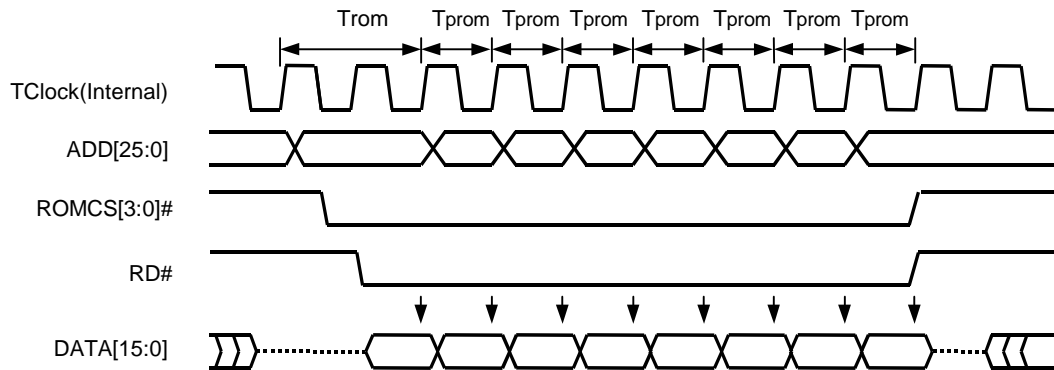 Trom Tprom Tprom Tprom Tprom Tprom Tprom Tprom
TClock(Internal)
ADD[25:0]
ROMCS[3:0]#
RD#
DATA[15:0]